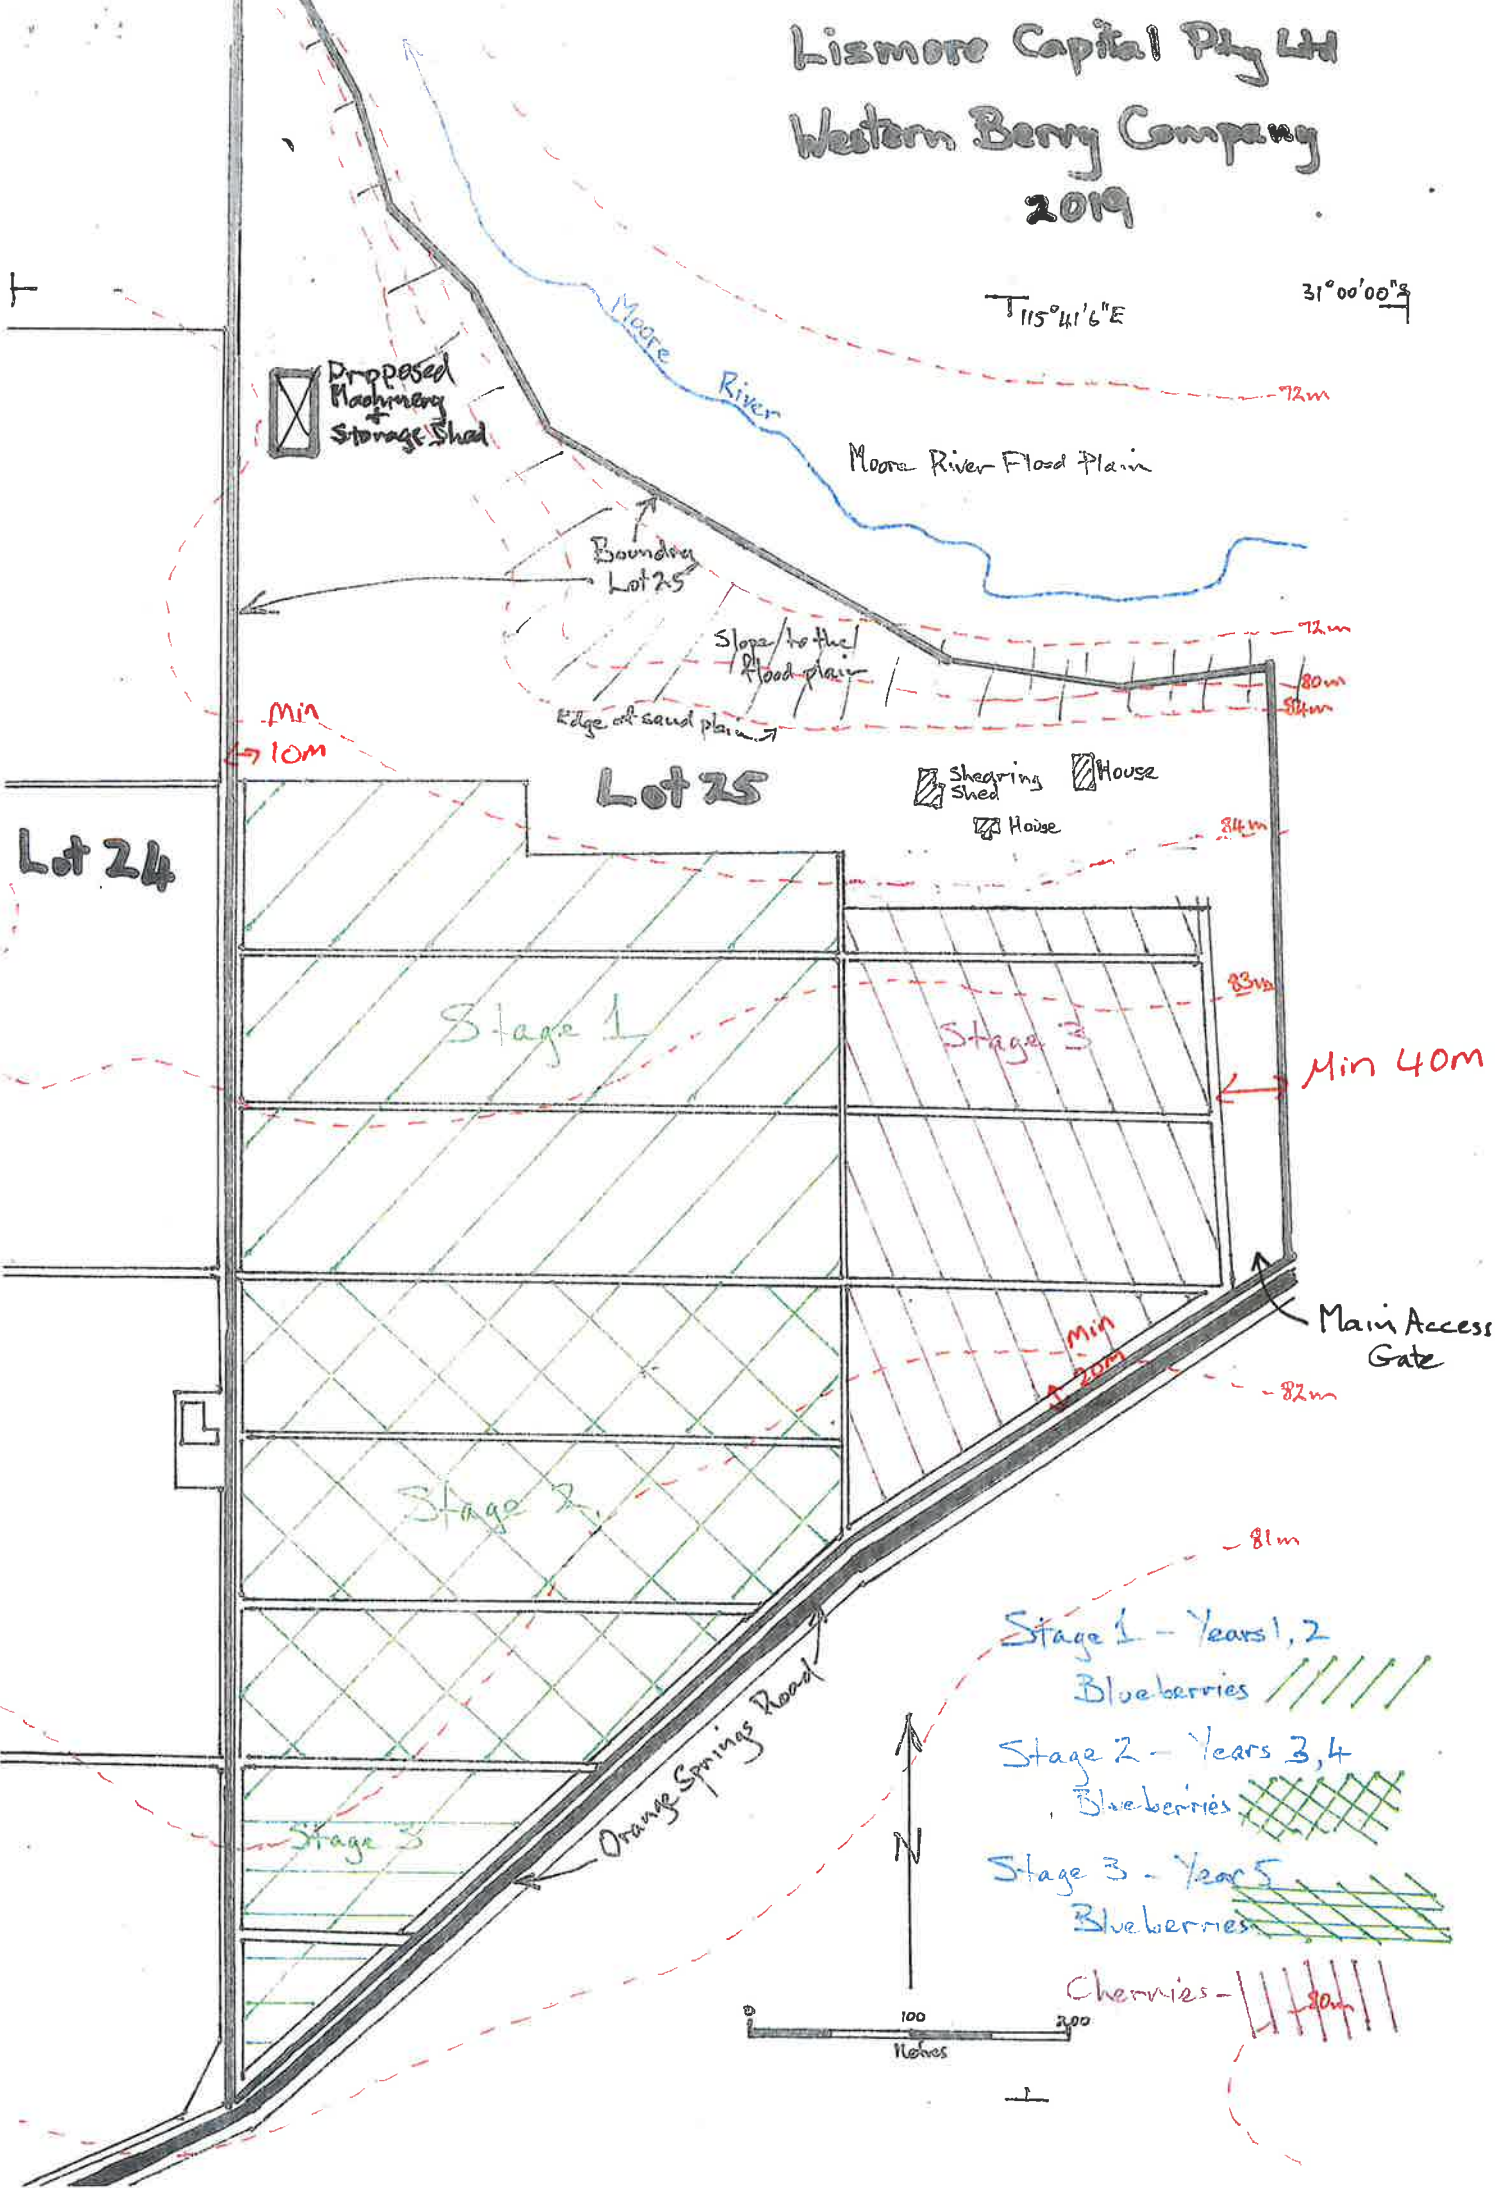 Lismore Capital Pty Ltd
Western Berry Company
2019
115°41'6"E
31°00'00"S
72m
Moore
River
Moore River Flood Plain
Proposed
Machinery
+
Storage Shed
Boundry
Lot 25
72m
Slope to the
flood plain
80m
84m
Edge of sand plain
Min
10m
Lot 25
Shearing
Shed
House
House
84m
Lot 24
83m
Stage 1
Stage 3
Min 40m
Main Access
Gate
Min
20m
82m
Stage 2
81m
Orange Springs Road
Stage 3
Stage 1 - Years 1, 2
Blueberries
Stage 2 - Years 3, 4
Blueberries
Stage 3 - Year 5
Blueberries
Cherries -
80m
N
0 100 200
Metres